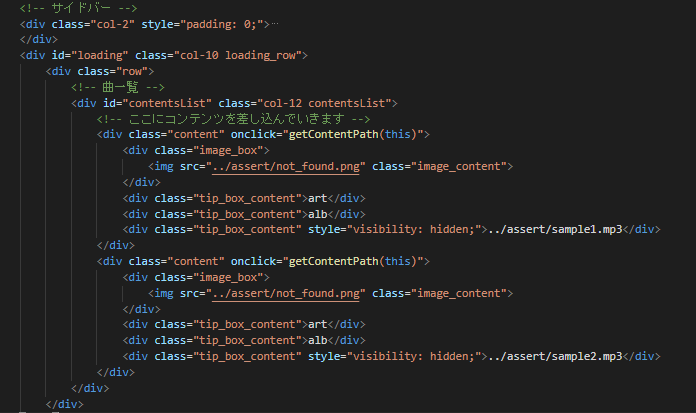 <!-- サイドバー -->
<div class="col-2" style="padding: 0;">…
</div>
<div id="loading" class="col-10 loading_row">
<div class="row">
<!-- 曲一覧 -->
<div id="contentsList" class="col-12 contentsList">
<!-- ここにコンテンツを差し込んでいきます -->
<div class="content" onclick="getContentPath(this)">
<div class="image_box">
<img src="../assert/not_found.png" class="image_content">
</div>
<div class="tip_box_content">art</div>
<div class="tip_box_content">alb</div>
<div class="tip_box_content" style="visibility: hidden;">../assert/sample1.mp3</div>
</div>
<div class="content" onclick="getContentPath(this)">
<div class="image_box">
<img src="../assert/not_found.png" class="image_content">
</div>
<div class="tip_box_content">art</div>
<div class="tip_box_content">alb</div>
<div class="tip_box_content" style="visibility: hidden;">../assert/sample2.mp3</div>
</div>
</div>
</div>